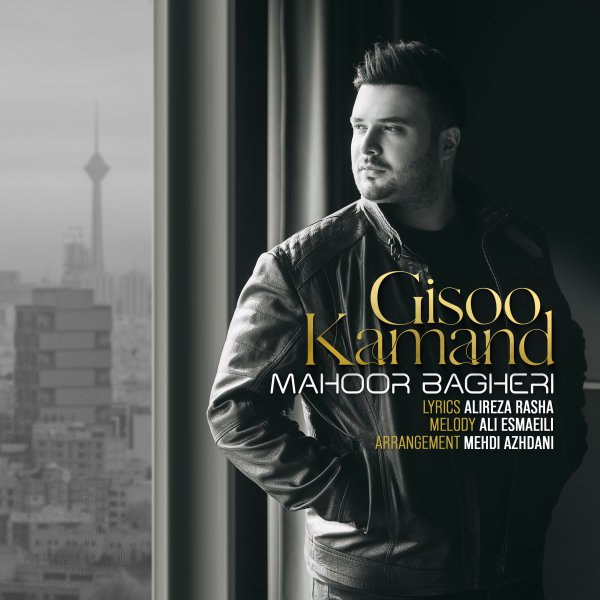 Gisoo
Kamand
MAHOOR BAGHERI
LYRICS ALIREZA RASHA
MELODY ALI ESMAEILI
ARRANGEMENT MEHDI AZHDANI